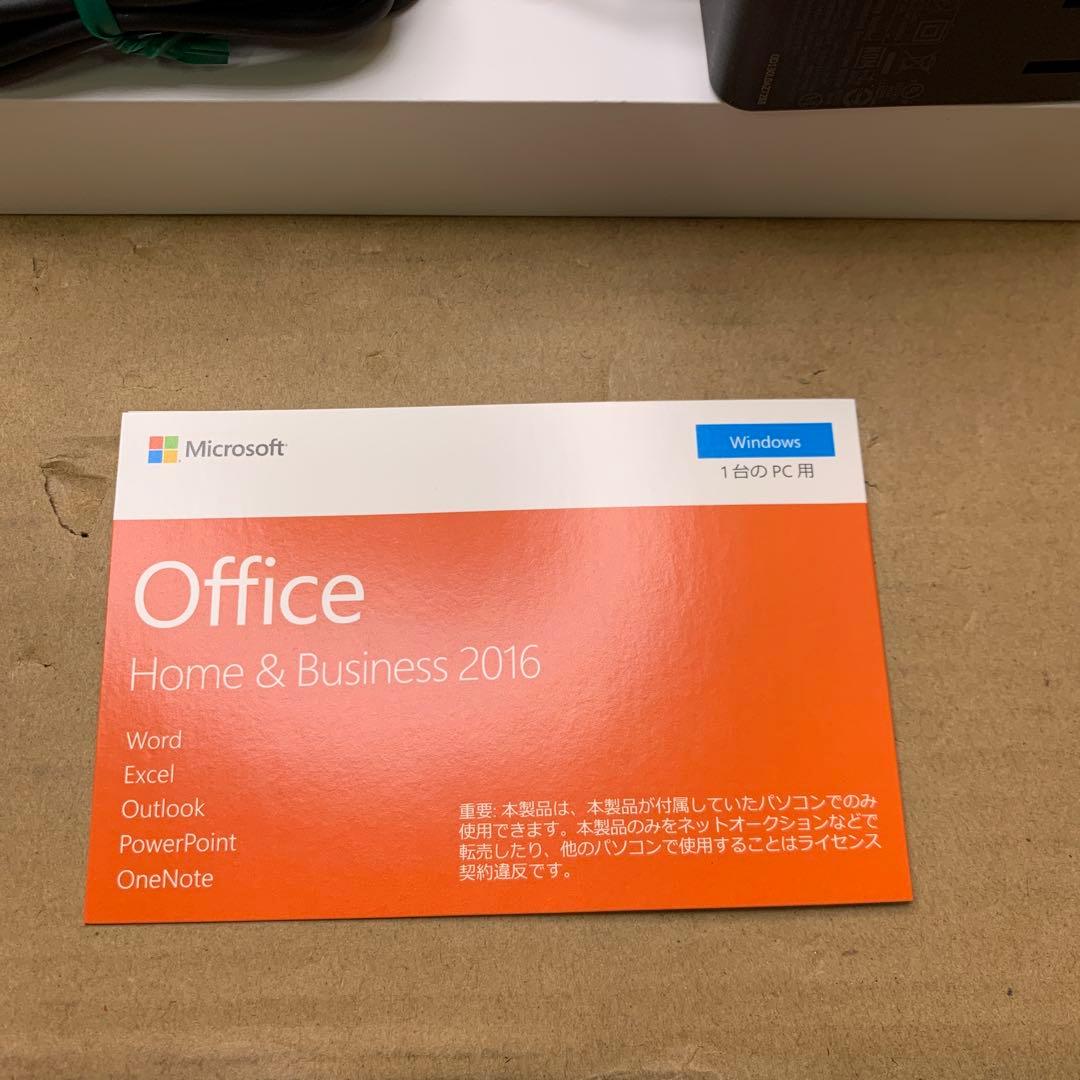 Microsoft
Windows
1台のPC用
Office
Home & Business 2016
Word
Excel
Outlook
PowerPoint
OneNote
重要: 本製品は、本製品が付属していたパソコンでのみ
使用できます。本製品のみをネットオークションなどで
転売したり、他のパソコンで使用することはライセンス
契約違反です。